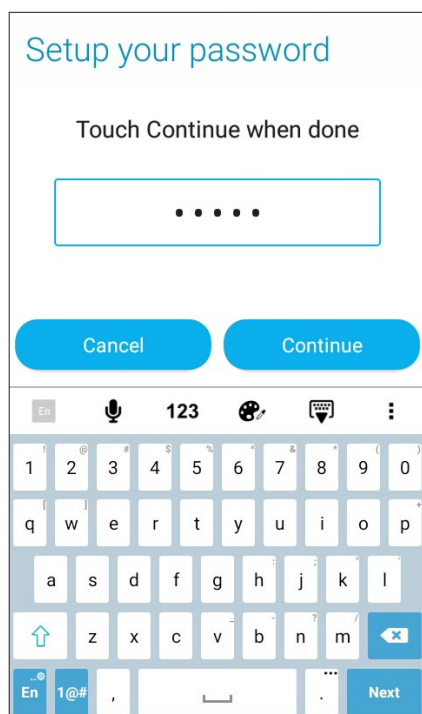 Setup your password
Touch Continue when done
•••••
Cancel Continue
En 123
! @ # $ % ^ & * ( )
1 2 3 4 5 6 7 8 9 0
[ ] +
q w e r t y u i o p
: ; " '
a s d f g h j k l
_ - ? /
z x c v b n m
En 1@# , . Next